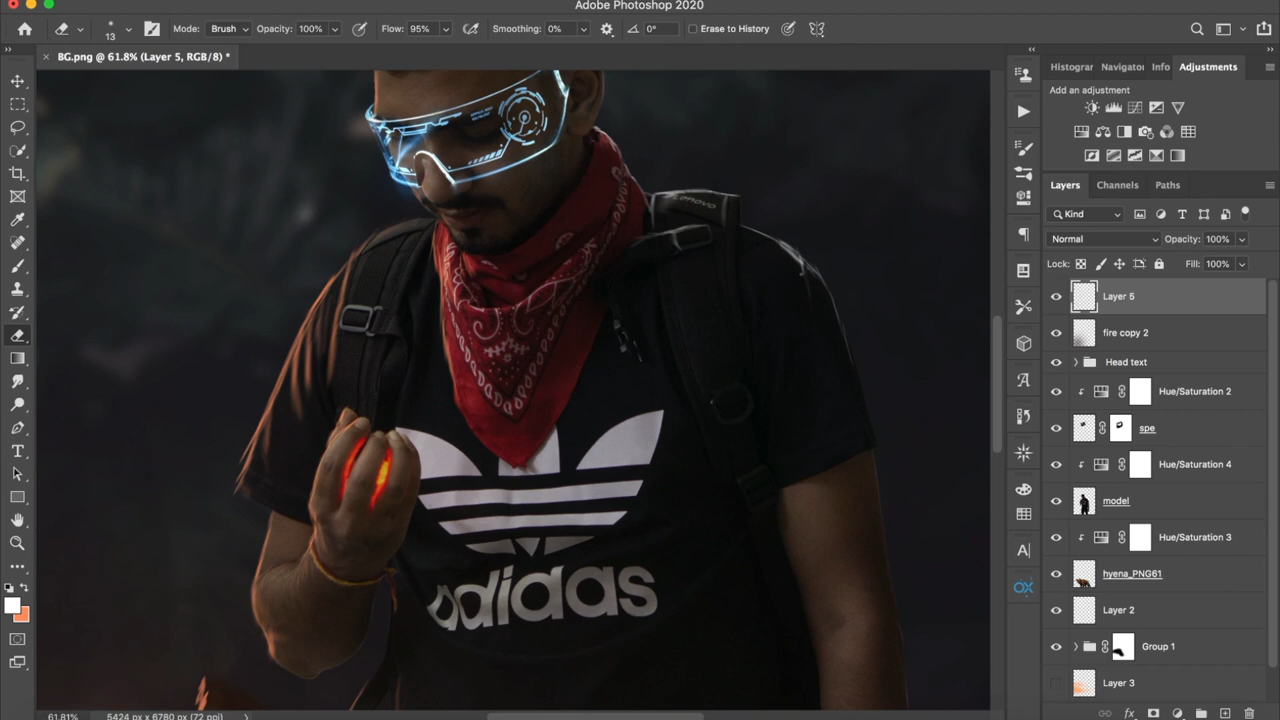 Adobe Photoshop 2020
13
Mode: Brush Opacity: 100% Flow: 95% Smoothing: 0% 0° Erase to History
BG.png @ 61.8% (Layer 5, RGB/8) *
Histograr Navigator Info Adjustments
Add an adjustment
Layers Channels Paths
Kind
Normal Opacity: 100%
Lock: Fill: 100%
Layer 5
fire copy 2
Head text
Hue/Saturation 2
spe
Hue/Saturation 4
model
Hue/Saturation 3
hyena_PNG61
Layer 2
Group 1
Layer 3
Lenovo
adidas
61.81% 5424 px x 6780 px (72 ppi)